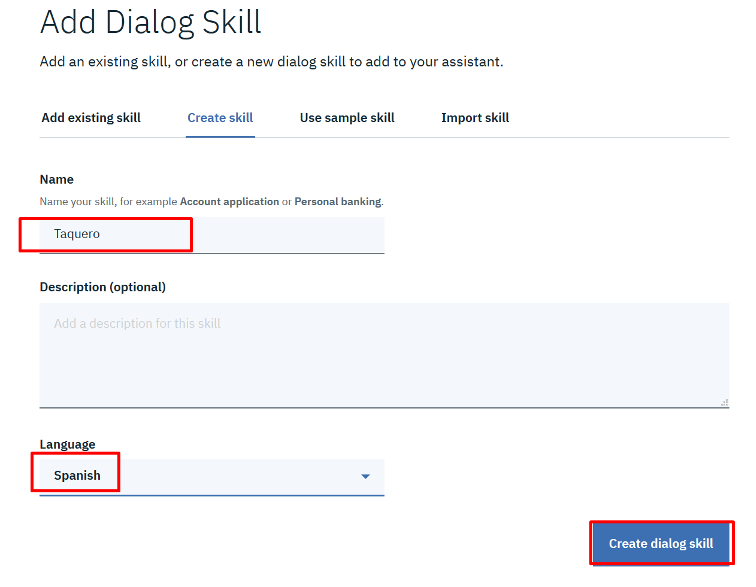 Add Dialog Skill
Add an existing skill, or create a new dialog skill to add to your assistant.
Add existing skill Create skill Use sample skill Import skill
Name
Name your skill, for example Account application or Personal banking.
Taquero
Description (optional)
Add a description for this skill
Language
Spanish
Create dialog skill